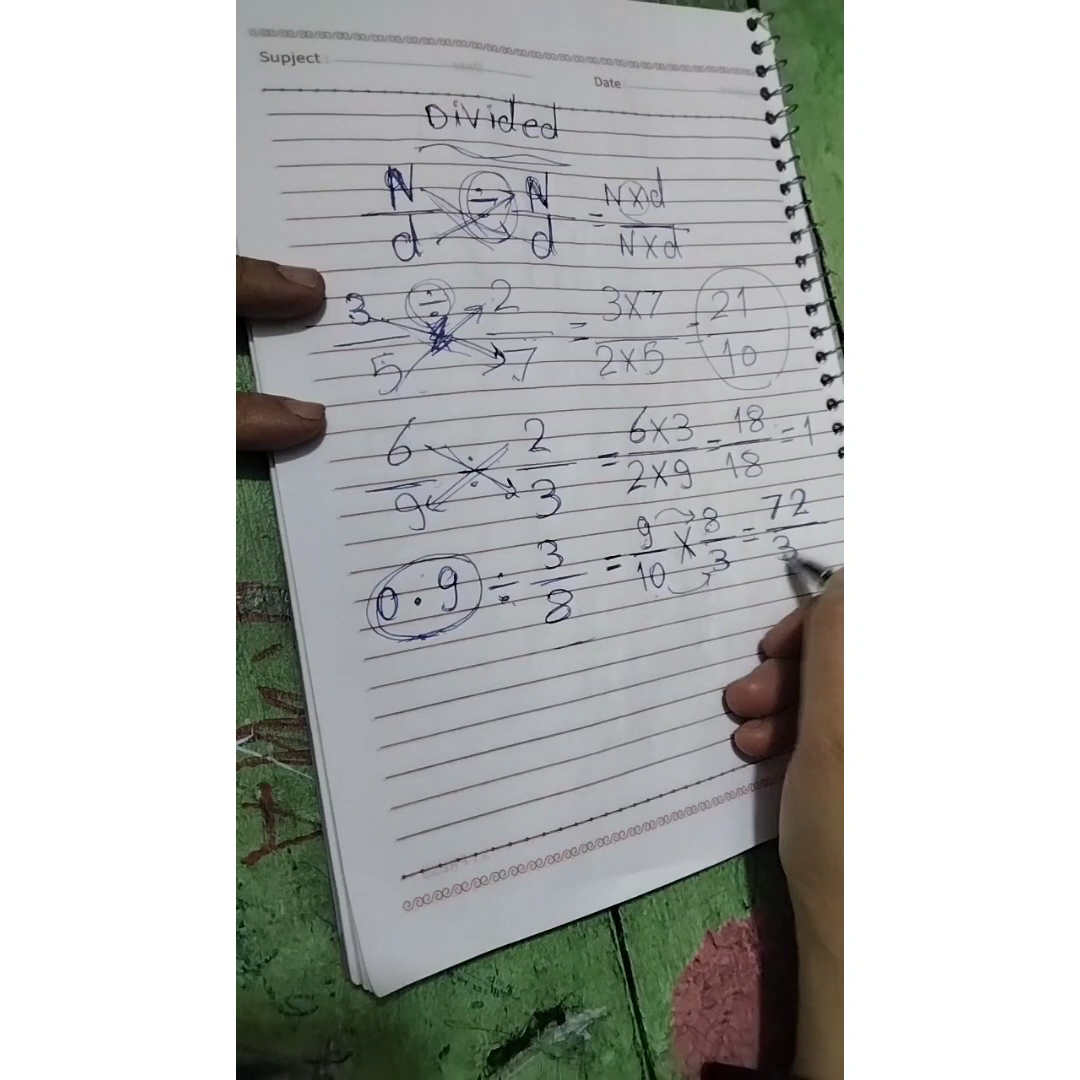 Supject
Date
Divided
N/d ÷ N/d = N×d/N×d
3/5 ÷ 2/7 = 3×7/2×5 = 21/10
6/9 ÷ 2/3 = 6×3/2×9 = 18/18 = 1
0.9 ÷ 3/8 = 9/10 × 8/3 = 72/3